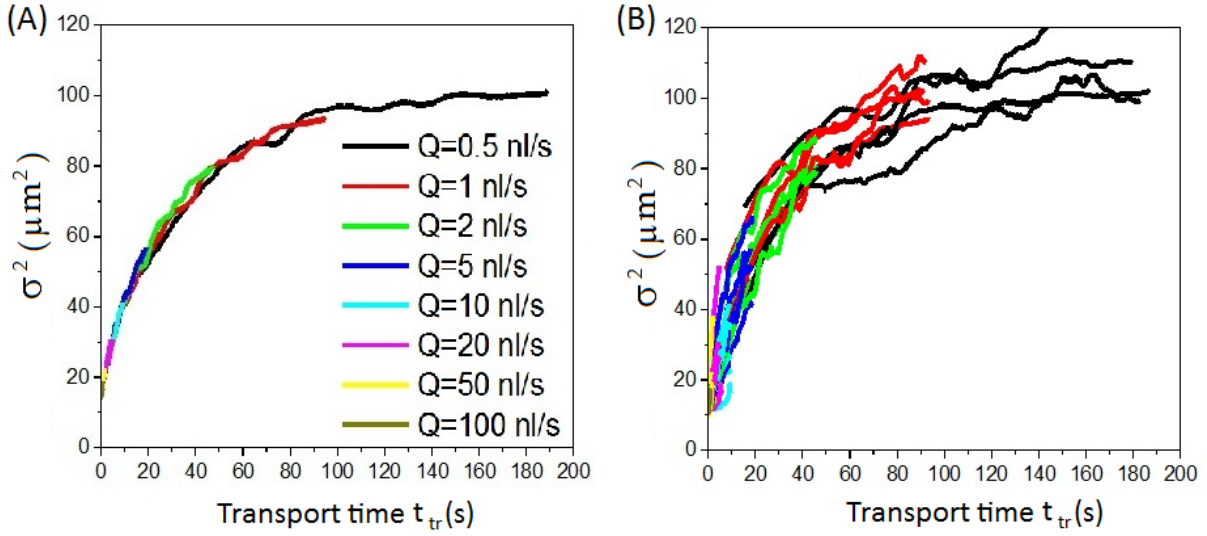 (A)
120
100
80
60
40
20
0
σ² (µm²)
0 20 40 60 80 100 120 140 160 180 200
Transport time t_tr(s)
Q=0.5 nl/s
Q=1 nl/s
Q=2 nl/s
Q=5 nl/s
Q=10 nl/s
Q=20 nl/s
Q=50 nl/s
Q=100 nl/s
(B)
120
100
80
60
40
20
0
σ² (µm²)
0 20 40 60 80 100 120 140 160 180 200
Transport time t_tr(s)